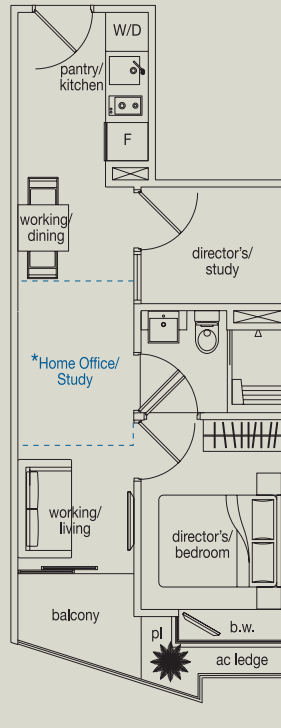 W/D
pantry/
kitchen
F
working/
dining
director's/
study
*Home Office/
Study
working/
living
director's/
bedroom
balcony
pl
b.w.
ac ledge